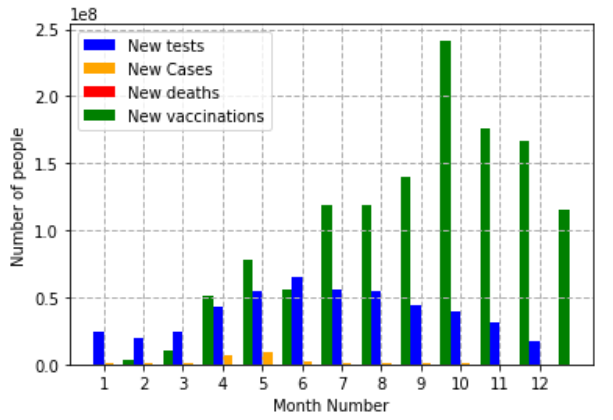 1e8
2.5
2.0
1.5
1.0
0.5
0.0
Number of people
New tests
New Cases
New deaths
New vaccinations
1 2 3 4 5 6 7 8 9 10 11 12
Month Number